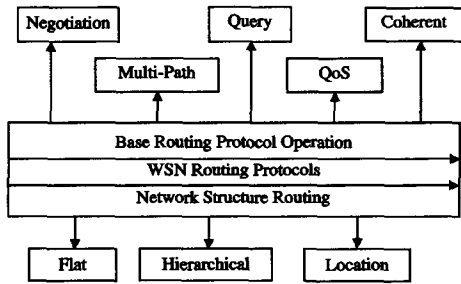 Negotiation
Query
Coherent
Multi-Path
QoS
Base Routing Protocol Operation
WSN Routing Protocols
Network Structure Routing
Flat
Hierarchical
Location